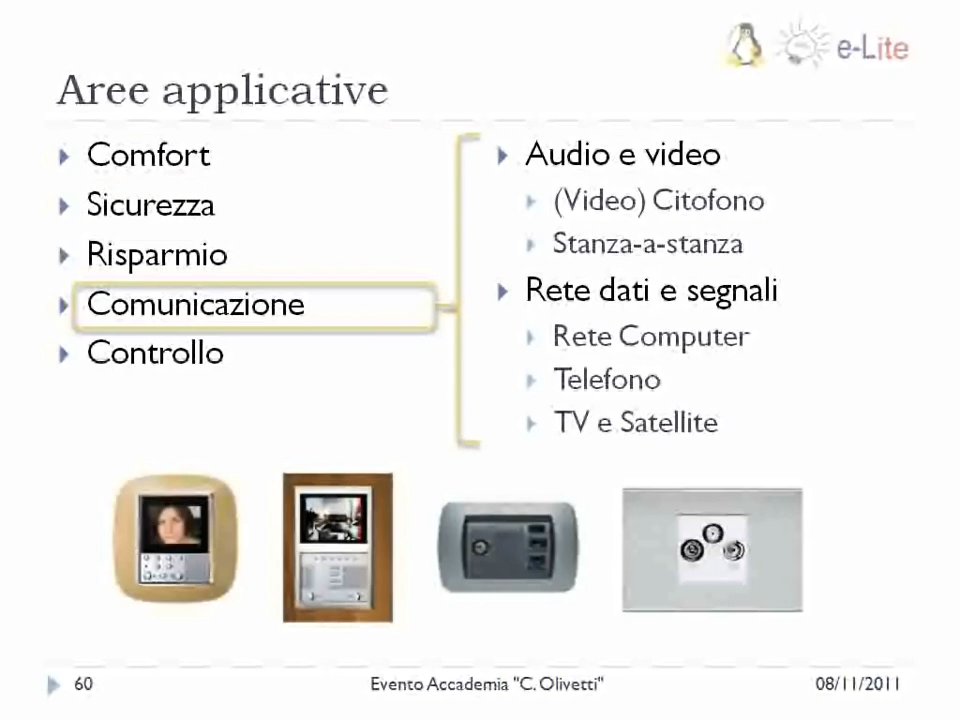 e-Lite
Aree applicative
Comfort
Sicurezza
Risparmio
Comunicazione
Controllo
Audio e video
(Video) Citofono
Stanza-a-stanza
Rete dati e segnali
Rete Computer
Telefono
TV e Satellite
60
Evento Accademia "C. Olivetti"
08/11/2011